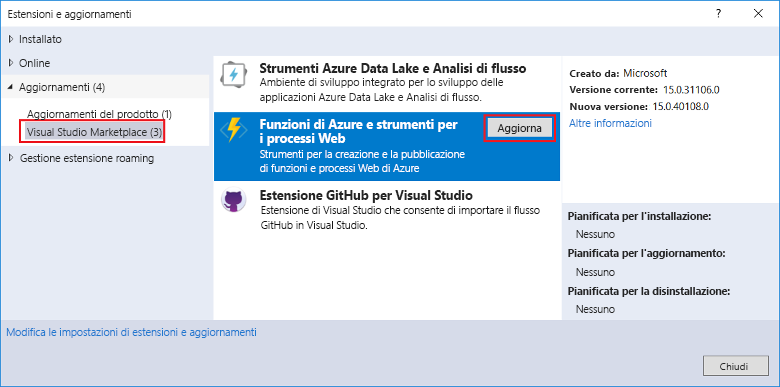 Estensioni e aggiornamenti
?
Installato
Online
Aggiornamenti (4)
Aggiornamenti del prodotto (1)
Visual Studio Marketplace (3)
Gestione estensione roaming
Strumenti Azure Data Lake e Analisi di flusso
Ambiente di sviluppo integrato per lo sviluppo delle
applicazioni Azure Data Lake e Analisi di flusso.
Funzioni di Azure e strumenti per
i processi Web
Aggiorna
Strumenti per la creazione e la pubblicazione
di funzioni e processi Web di Azure
Estensione GitHub per Visual Studio
Estensione di Visual Studio che consente di importare il flusso
GitHub in Visual Studio.
Creato da: Microsoft
Versione corrente: 15.0.31106.0
Nuova versione: 15.0.40108.0
Altre informazioni
Pianificata per l'installazione:
Nessuno
Pianificata per l'aggiornamento:
Nessuno
Pianificata per la disinstallazione:
Nessuno
Modifica le impostazioni di estensioni e aggiornamenti
Chiudi